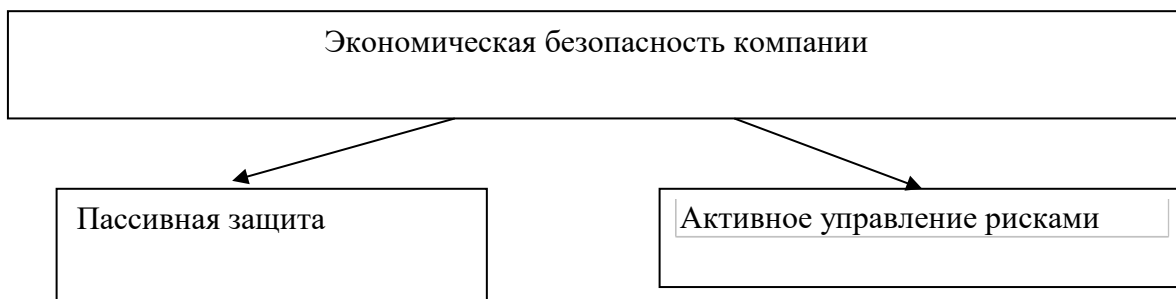 Экономическая безопасность компании
Пассивная защита
Активное управление рисками